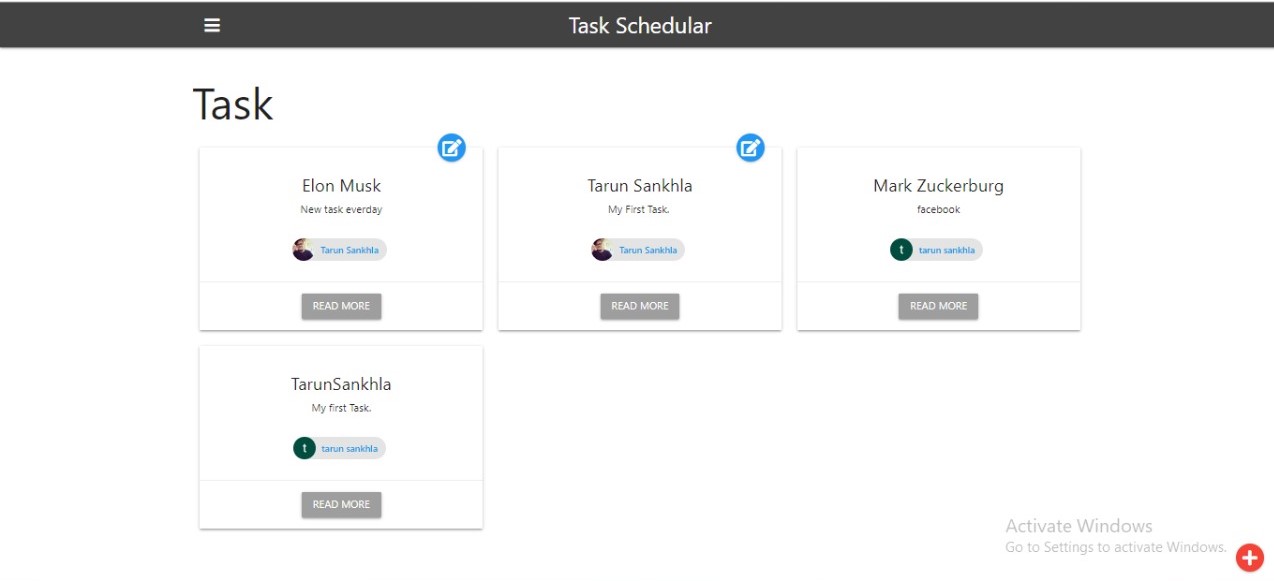 Task Schedular
Task
Elon Musk
New task everday
Tarun Sankhla
READ MORE
Tarun Sankhla
My First Task.
Tarun Sankhla
READ MORE
Mark Zuckerburg
facebook
t
tarun sankhla
READ MORE
TarunSankhla
My first Task.
t
tarun sankhla
READ MORE
Activate Windows
Go to Settings to activate Windows.